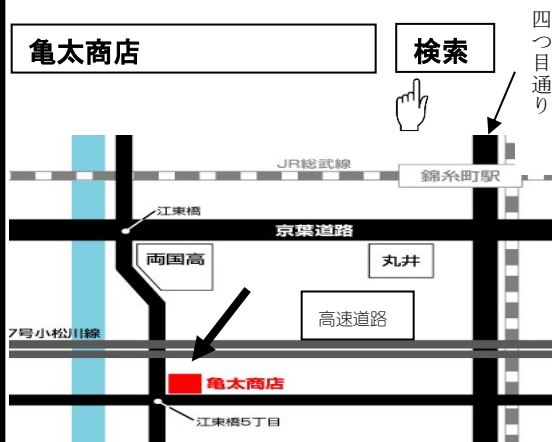 亀太商店
検索
四つ目通り
JR総武線
錦糸町駅
江東橋
京葉道路
両国高
丸井
高速道路
7号小松川線
亀太商店
江東橋5丁目